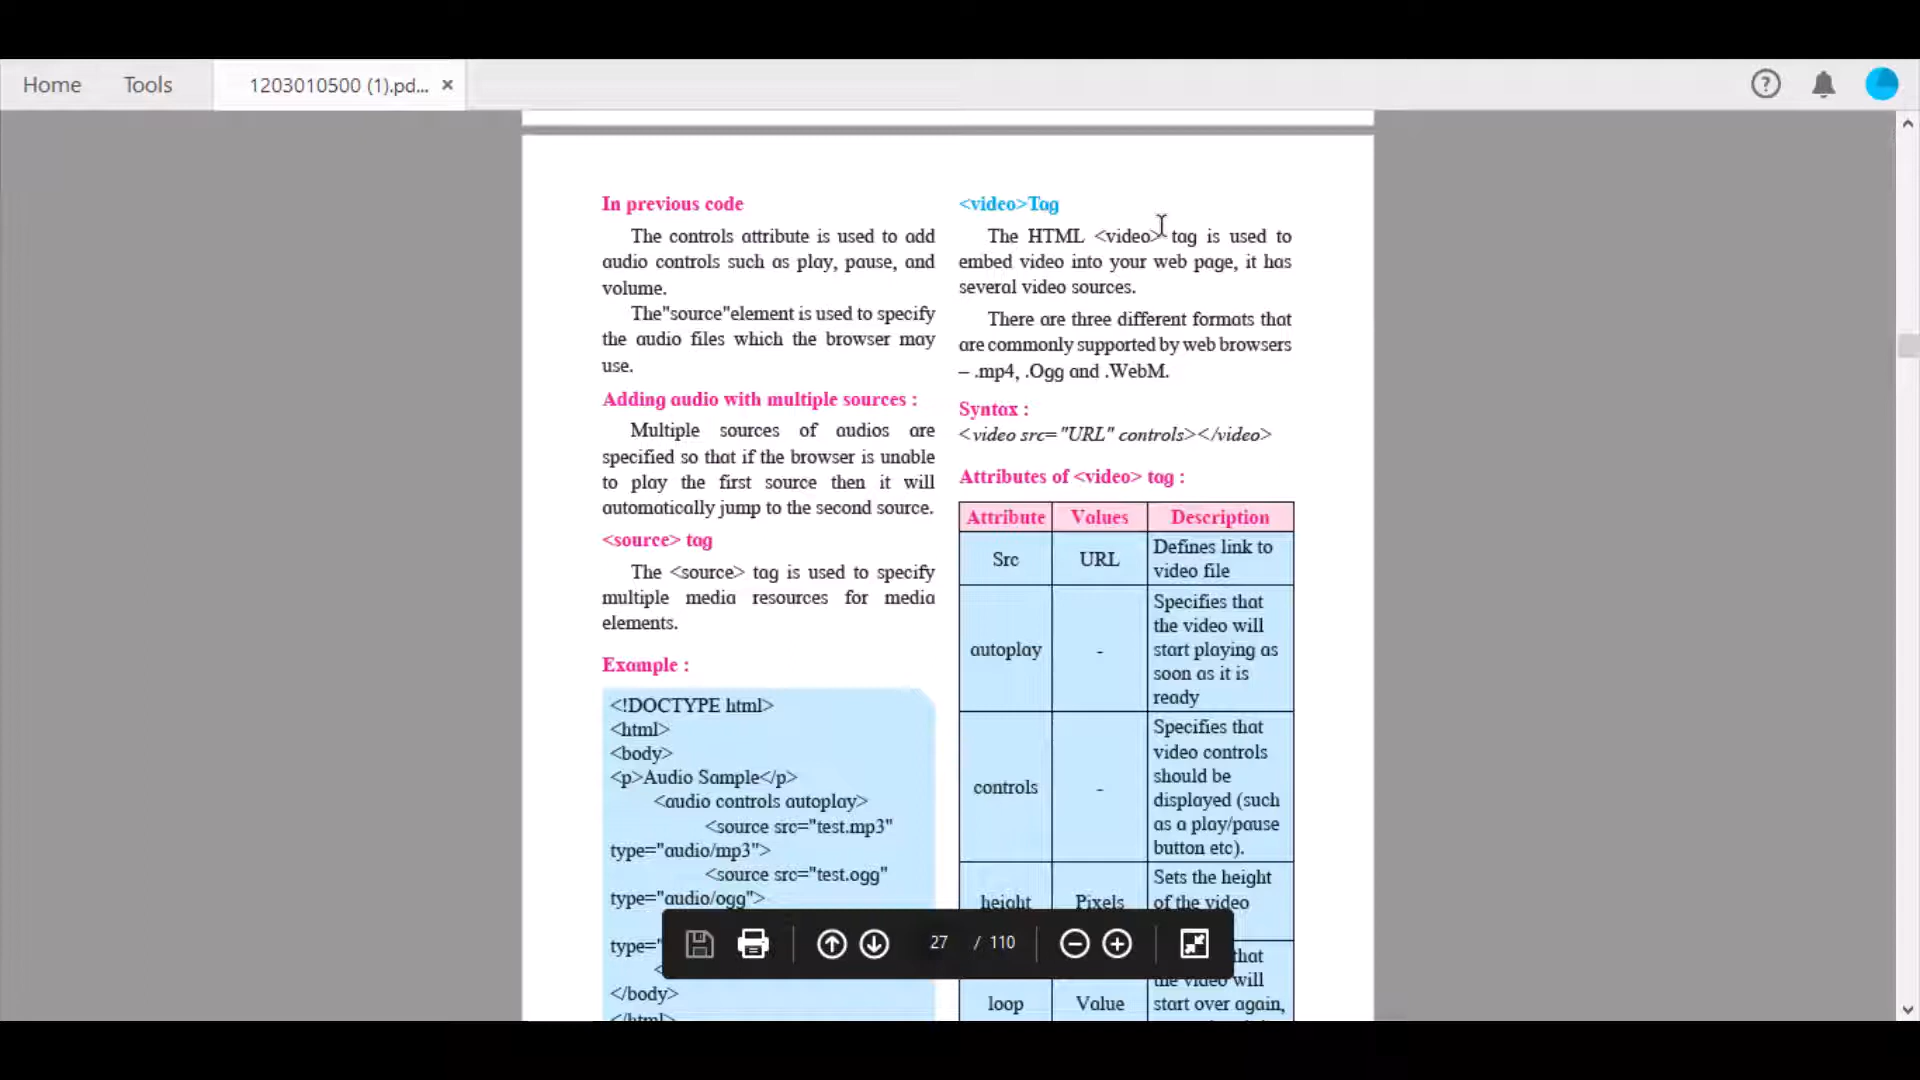 Home
Tools
1203010500 (1).pd...
In previous code
The controls attribute is used to add
audio controls such as play, pause, and
volume.
The"source"element is used to specify
the audio files which the browser may
use.
Adding audio with multiple sources :
Multiple sources of audios are
specified so that if the browser is unable
to play the first source then it will
automatically jump to the second source.
<source> tag
The <source> tag is used to specify
multiple media resources for media
elements.
Example :
<!DOCTYPE html>
<html>
<body>
<p>Audio Sample</p>
<audio controls autoplay>
<source src="test.mp3"
type="audio/mp3">
<source src="test.ogg"
type="audio/ogg">
type="
<
</body>
</html>
<video>Tag
The HTML <video> tag is used to
embed video into your web page, it has
several video sources.
There are three different formats that
are commonly supported by web browsers
– .mp4, .Ogg and .WebM.
Syntax :
<video src="URL" controls></video>
Attributes of <video> tag :
Attribute Values Description
Src URL Defines link to
video file
autoplay - Specifies that
the video will
start playing as
soon as it is
ready
controls - Specifies that
video controls
should be
displayed (such
as a play/pause
button etc).
height Pixels Sets the height
of the video
that
the video will
loop Value start over again,
27 / 110